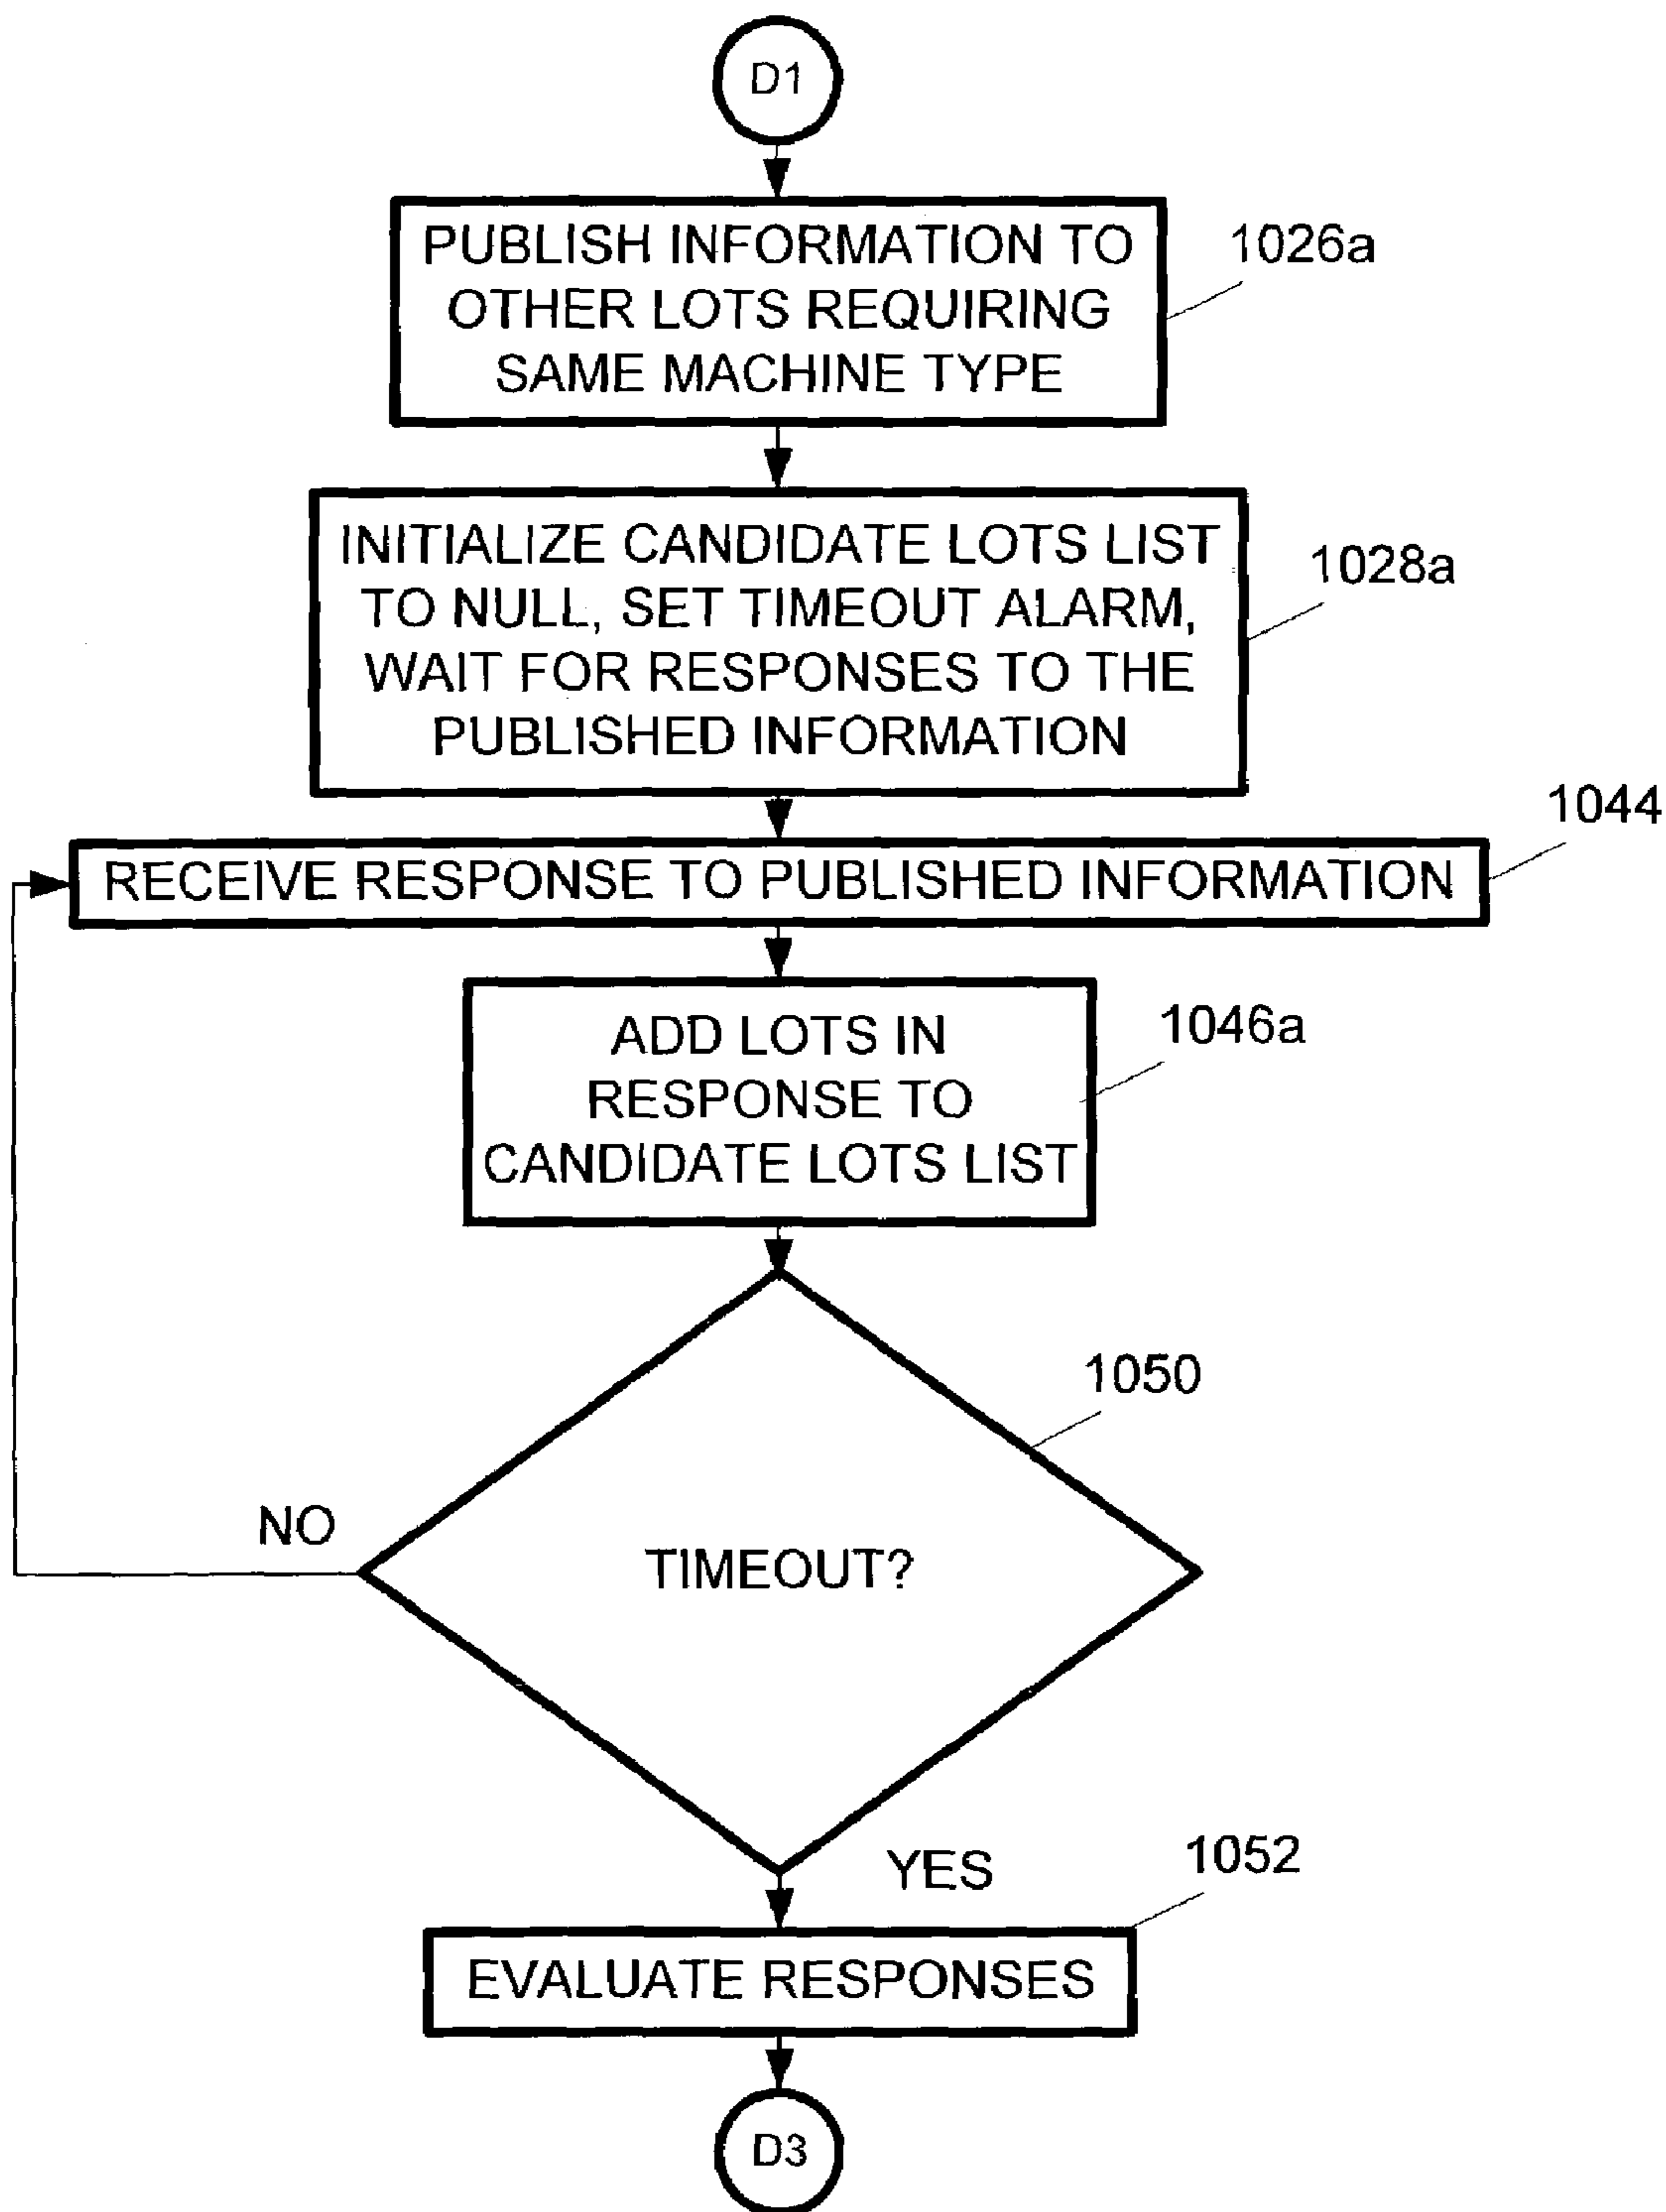 D1
PUBLISH INFORMATION TO
OTHER LOTS REQUIRING
SAME MACHINE TYPE
1026a
INITIALIZE CANDIDATE LOTS LIST
TO NULL, SET TIMEOUT ALARM,
WAIT FOR RESPONSES TO THE
PUBLISHED INFORMATION
1028a
1044
RECEIVE RESPONSE TO PUBLISHED INFORMATION
ADD LOTS IN
RESPONSE TO
CANDIDATE LOTS LIST
1046a
1050
NO
TIMEOUT?
YES
1052
EVALUATE RESPONSES
D3